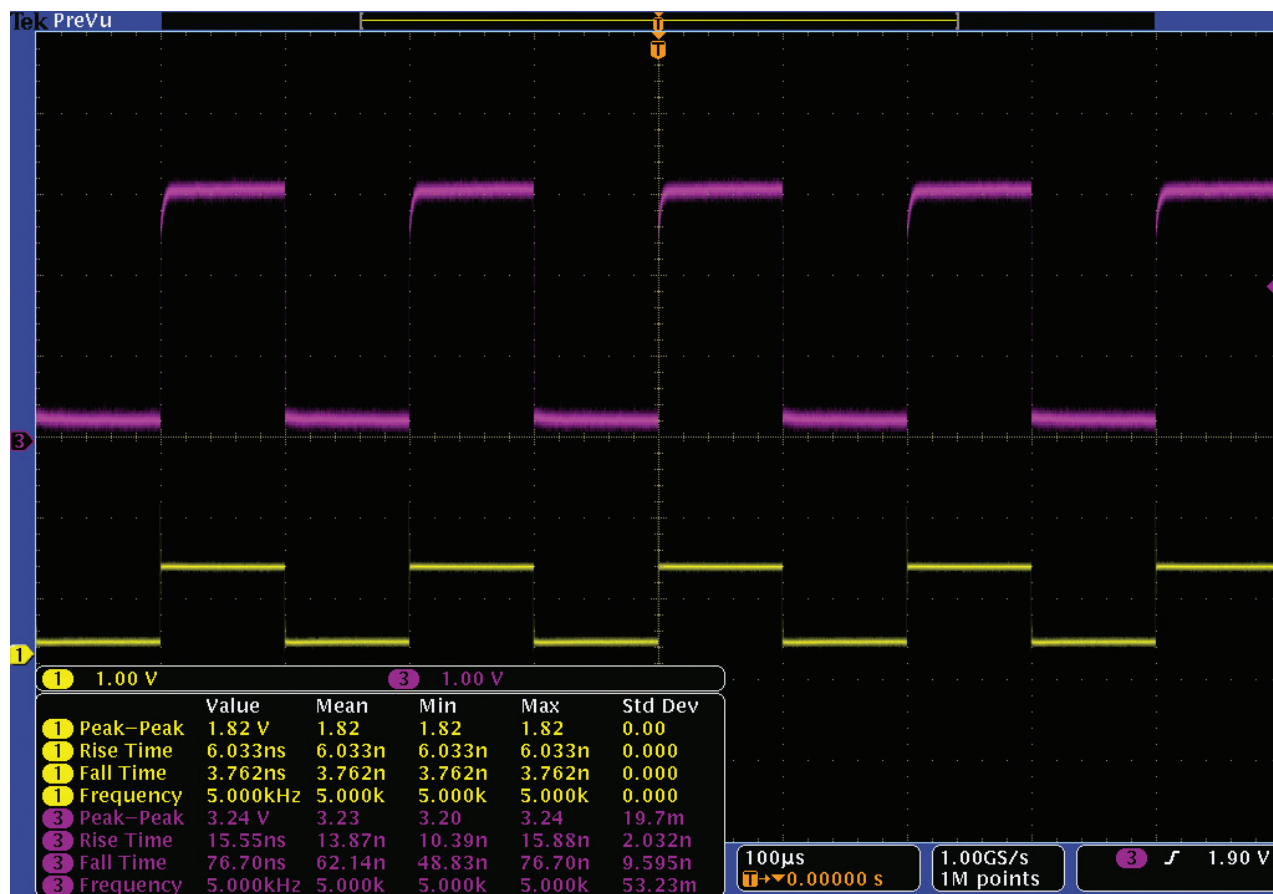 Tek PreVu
T
T
3
1
1 1.00 V 3 1.00 V
Value Mean Min Max Std Dev
1 Peak−Peak 1.82 V 1.82 1.82 1.82 0.00
1 Rise Time 6.033ns 6.033n 6.033n 6.033n 0.000
1 Fall Time 3.762ns 3.762n 3.762n 3.762n 0.000
1 Frequency 5.000kHz 5.000k 5.000k 5.000k 0.000
3 Peak−Peak 3.24 V 3.23 3.20 3.24 19.7m
3 Rise Time 15.55ns 13.87n 10.39n 15.88n 2.032n
3 Fall Time 76.70ns 62.14n 48.83n 76.70n 9.595n
3 Frequency 5.000kHz 5.000k 5.000k 5.000k 53.23m
100µs 1.00GS/s 3 1.90 V
T→▼0.00000 s 1M points